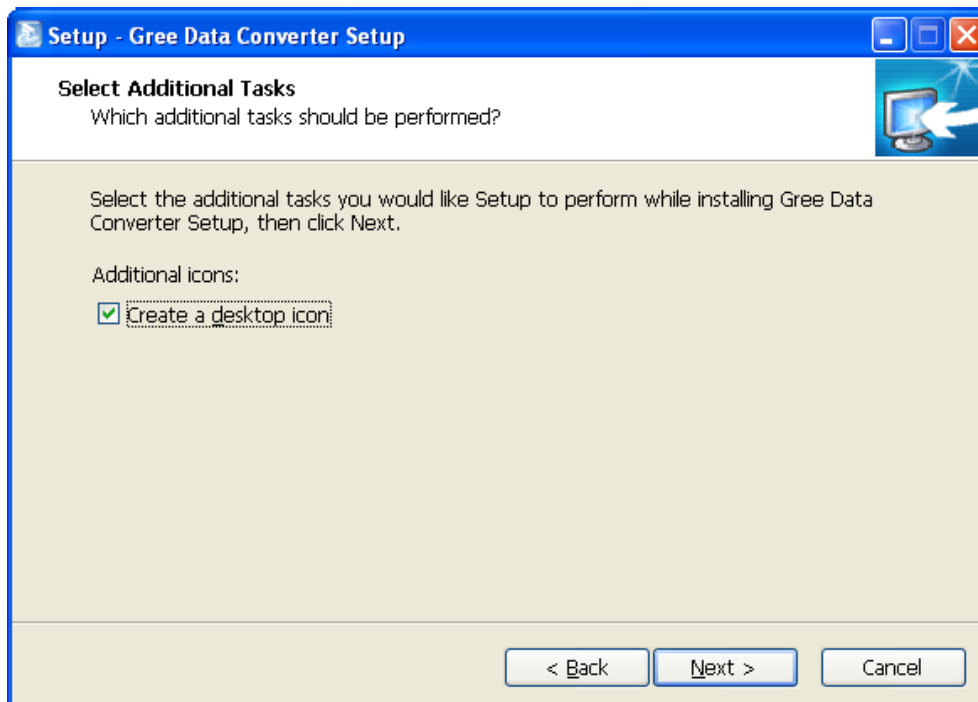 Setup - Gree Data Converter Setup
Select Additional Tasks
Which additional tasks should be performed?
Select the additional tasks you would like Setup to perform while installing Gree Data
Converter Setup, then click Next.
Additional icons:
Create a desktop icon
< Back
Next >
Cancel